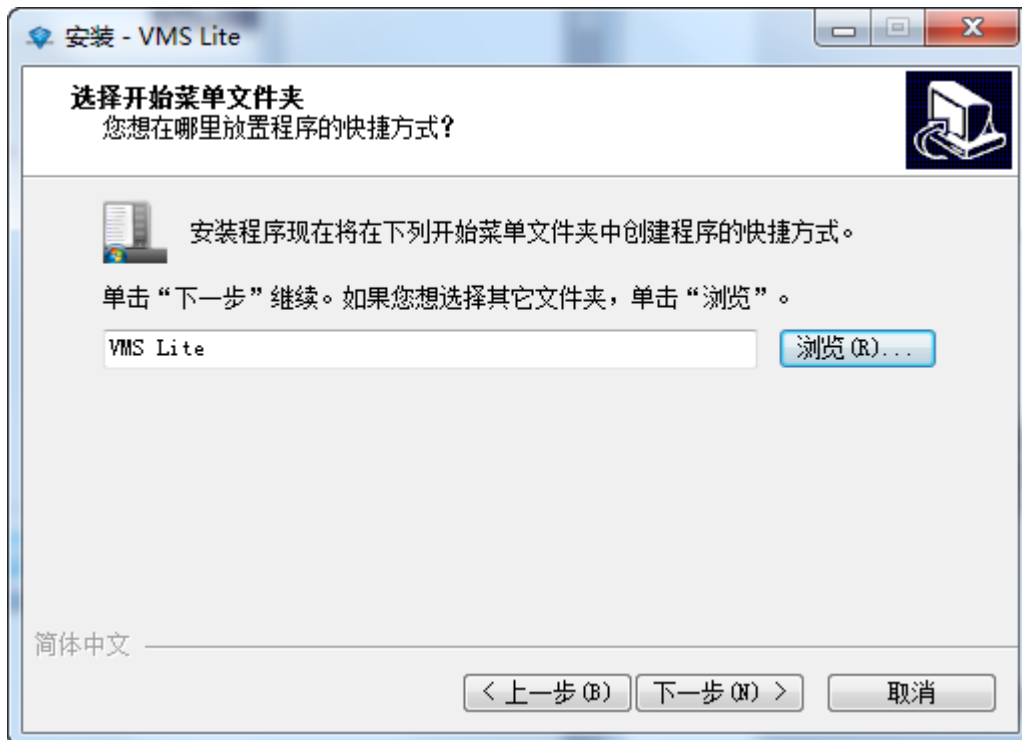 安装 - VMS Lite
选择开始菜单文件夹
您想在哪里放置程序的快捷方式?
安装程序现在将在下列开始菜单文件夹中创建程序的快捷方式。
单击“下一步”继续。如果您想选择其它文件夹，单击“浏览”。
VMS Lite
浏览(R)...
简体中文
< 上一步(B)
下一步(N) >
取消